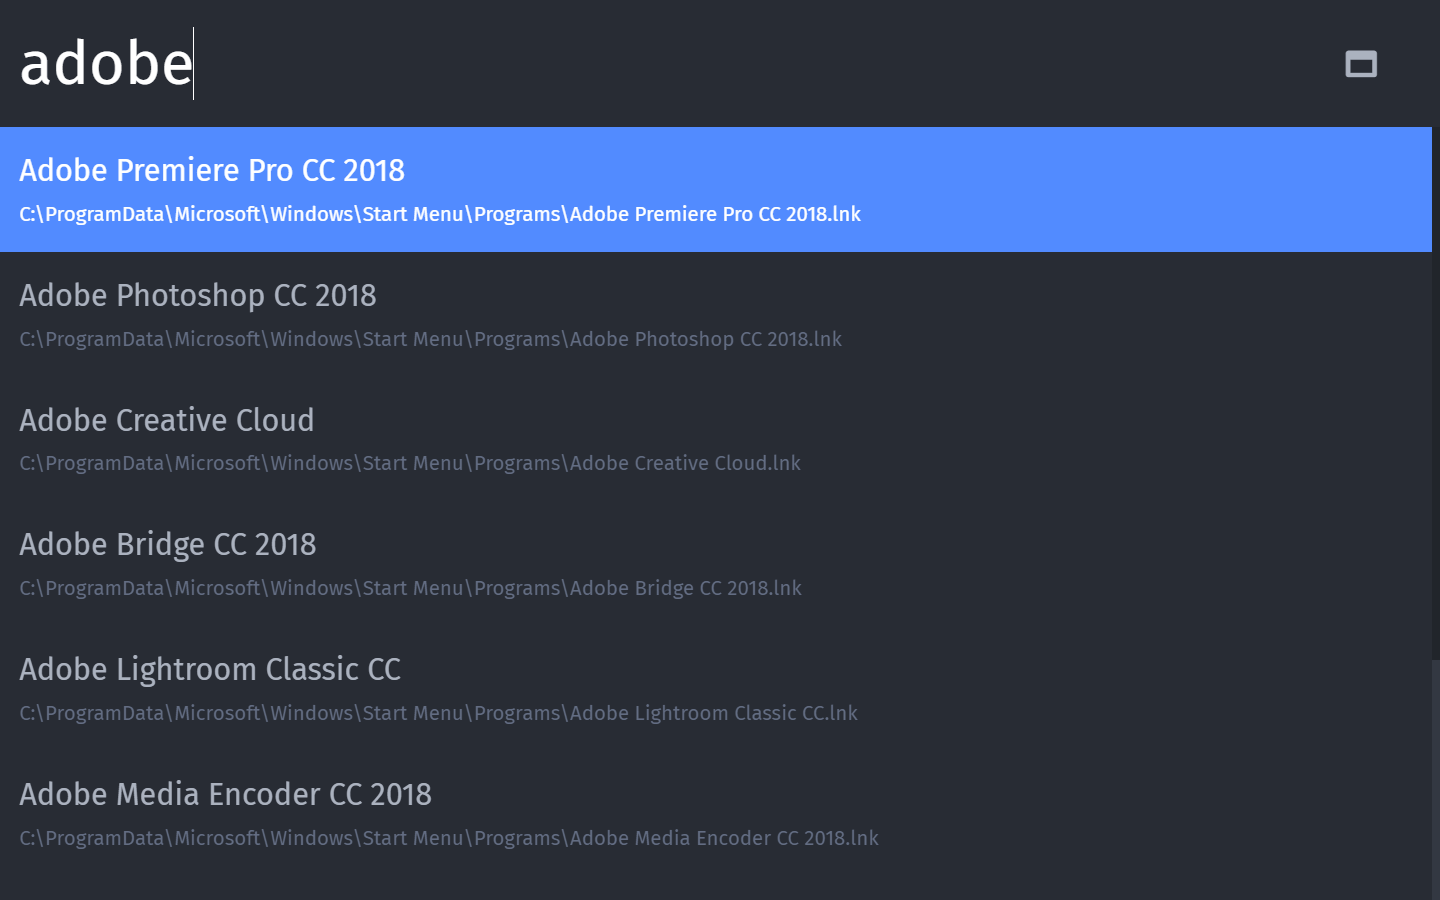 adobe
Adobe Premiere Pro CC 2018
C:\ProgramData\Microsoft\Windows\Start Menu\Programs\Adobe Premiere Pro CC 2018.lnk
Adobe Photoshop CC 2018
C:\ProgramData\Microsoft\Windows\Start Menu\Programs\Adobe Photoshop CC 2018.lnk
Adobe Creative Cloud
C:\ProgramData\Microsoft\Windows\Start Menu\Programs\Adobe Creative Cloud.lnk
Adobe Bridge CC 2018
C:\ProgramData\Microsoft\Windows\Start Menu\Programs\Adobe Bridge CC 2018.lnk
Adobe Lightroom Classic CC
C:\ProgramData\Microsoft\Windows\Start Menu\Programs\Adobe Lightroom Classic CC.lnk
Adobe Media Encoder CC 2018
C:\ProgramData\Microsoft\Windows\Start Menu\Programs\Adobe Media Encoder CC 2018.lnk